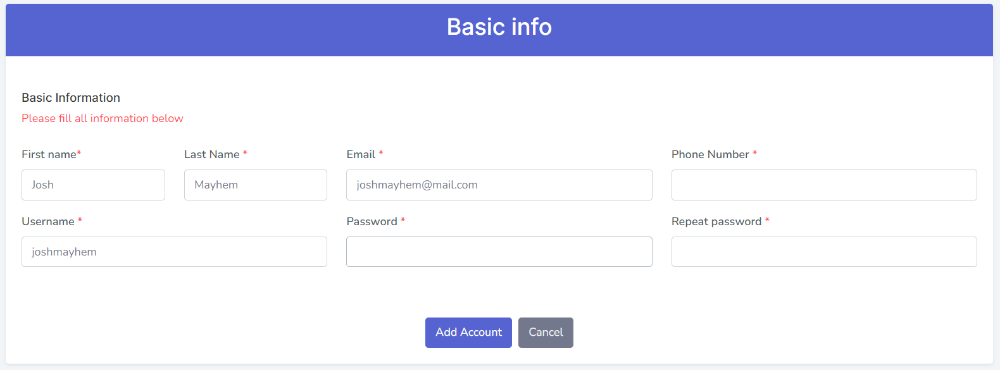 Basic info
Basic Information
Please fill all information below
First name* Last Name * Email * Phone Number *
Josh Mayhem joshmayhem@mail.com
Username * Password * Repeat password *
joshmayhem
Add Account Cancel